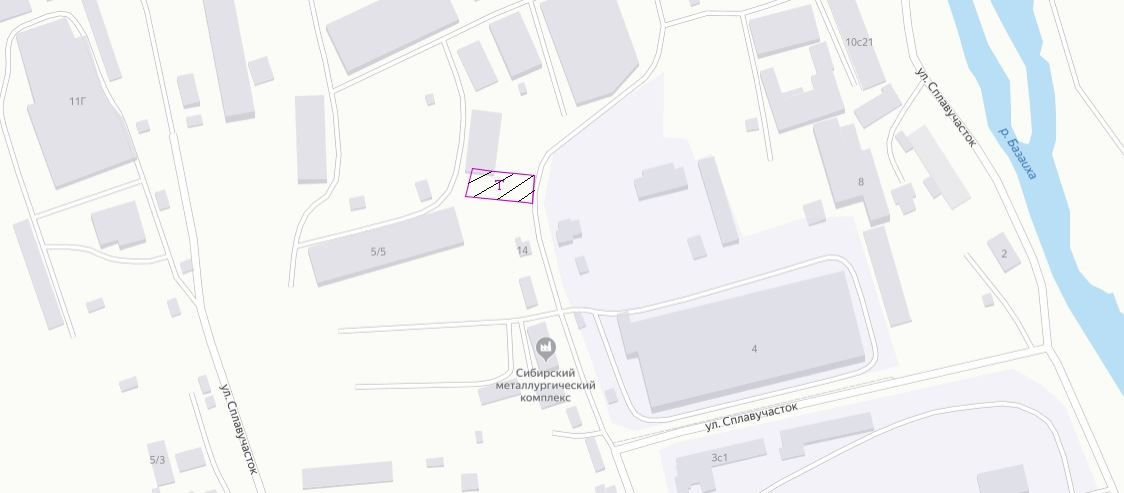 10с21
11Г
ул. Сплавучасток
р. Базаиха
Т
8
5/5
14
2
4
Сибирский
металлургический
комплекс
ул. Сплавучасток
ул. Сплавучасток
5/3
3с1